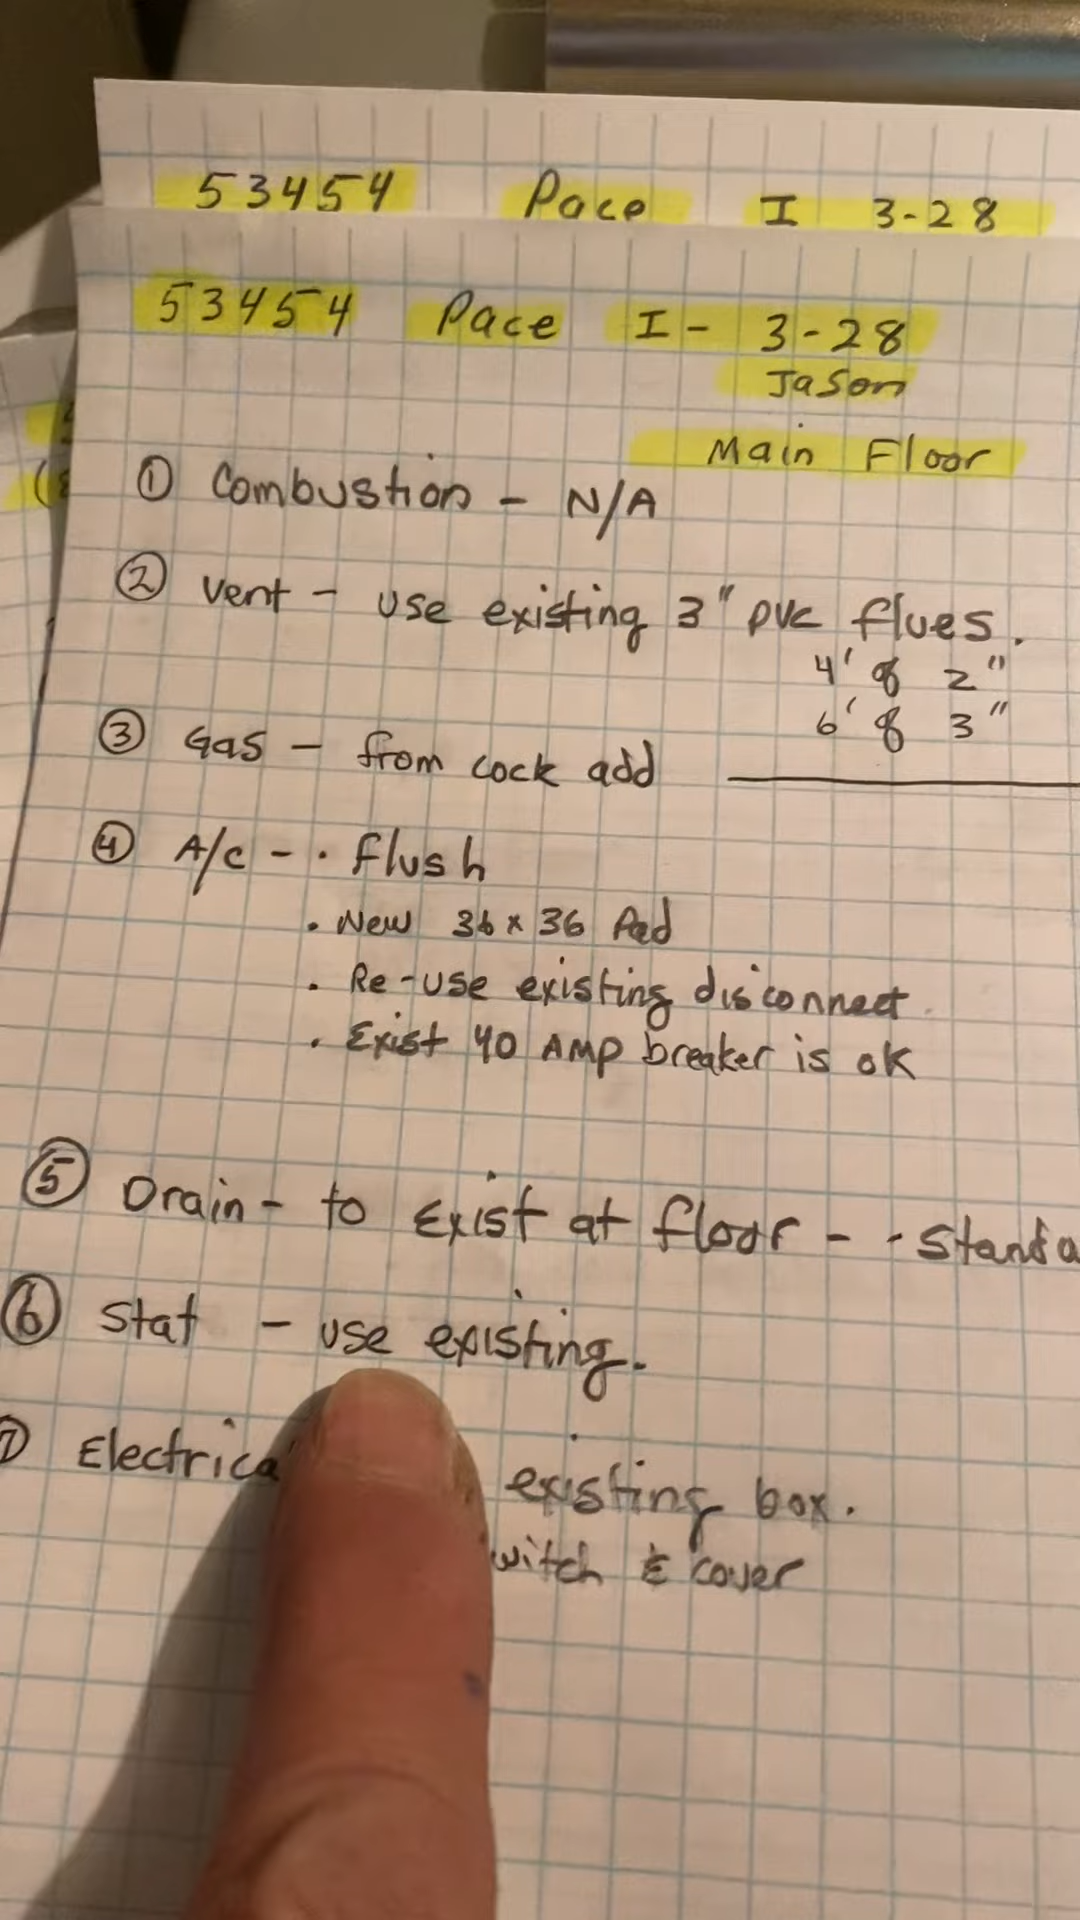 53454 Pace I 3-28
53454 Pace I - 3-28
Jason
Main Floor
① Combustion - N/A
② Vent - use existing 3" PVC flues.
4' of 2"
6' of 3"
③ Gas - from cock add
④ A/C - · flush
· New 36 x 36 Pad
· Re-use existing disconnect
· Exist 40 AMP breaker is ok
⑤ Drain - to Exist at floor - - Standa
⑥ Stat - use existing.
⑦ Electrica existing box.
witch & cover